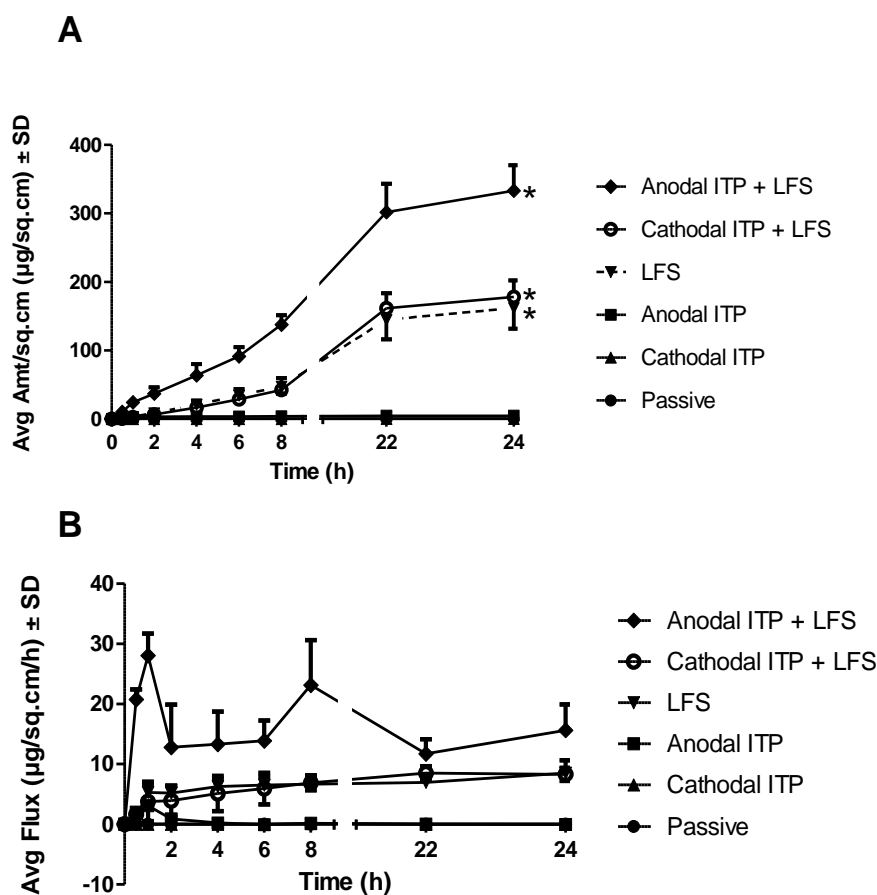 A
Avg Amt/sq.cm (µg/sq.cm) ± SD
400
300
200
100
0
*
*
*
0 2 4 6 8 22 24
Time (h)
Anodal ITP + LFS
Cathodal ITP + LFS
LFS
Anodal ITP
Cathodal ITP
Passive
B
Avg Flux (µg/sq.cm/h) ± SD
40
30
20
10
0
-10
2 4 6 8 22 24
Time (h)
Anodal ITP + LFS
Cathodal ITP + LFS
LFS
Anodal ITP
Cathodal ITP
Passive